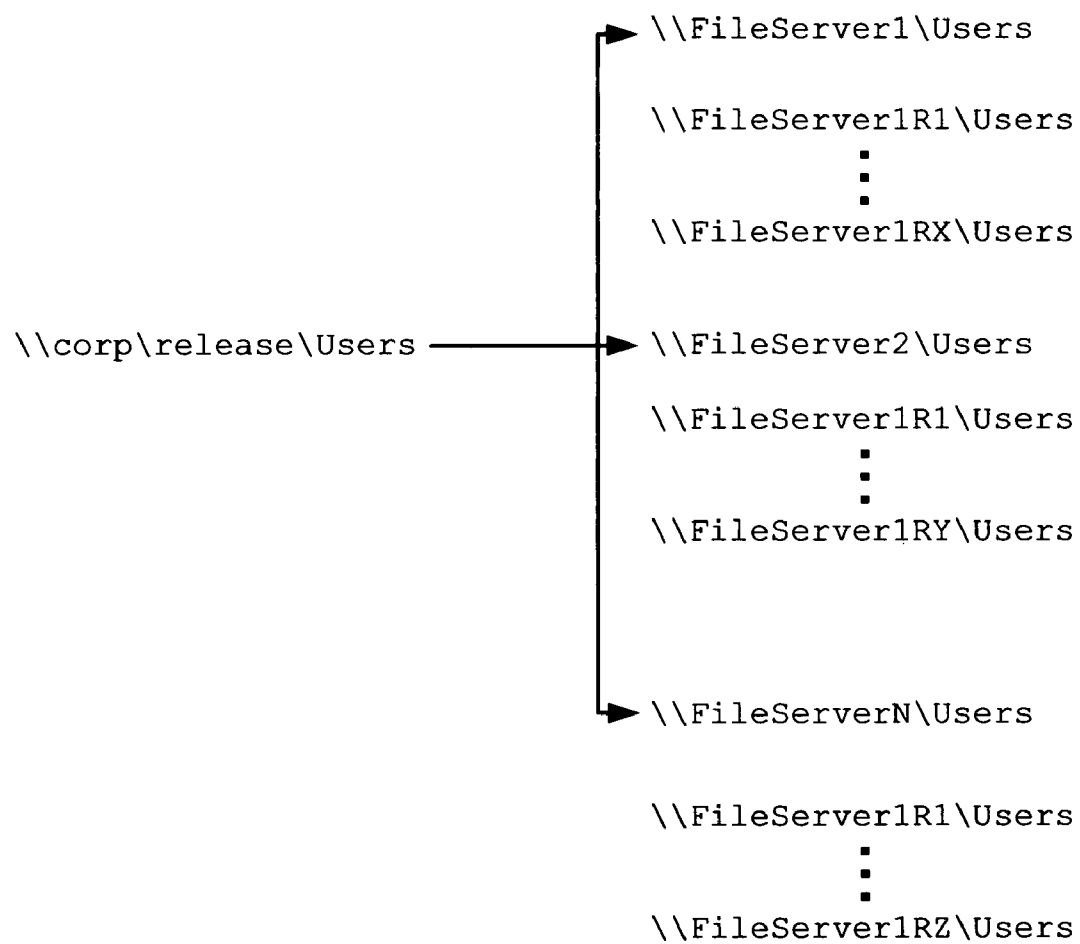 \\FileServer1\Users
\\FileServer1R1\Users
\\FileServer1RX\Users
\\corp\release\Users
\\FileServer2\Users
\\FileServer1R1\Users
\\FileServer1RY\Users
\\FileServerN\Users
\\FileServer1R1\Users
\\FileServer1RZ\Users